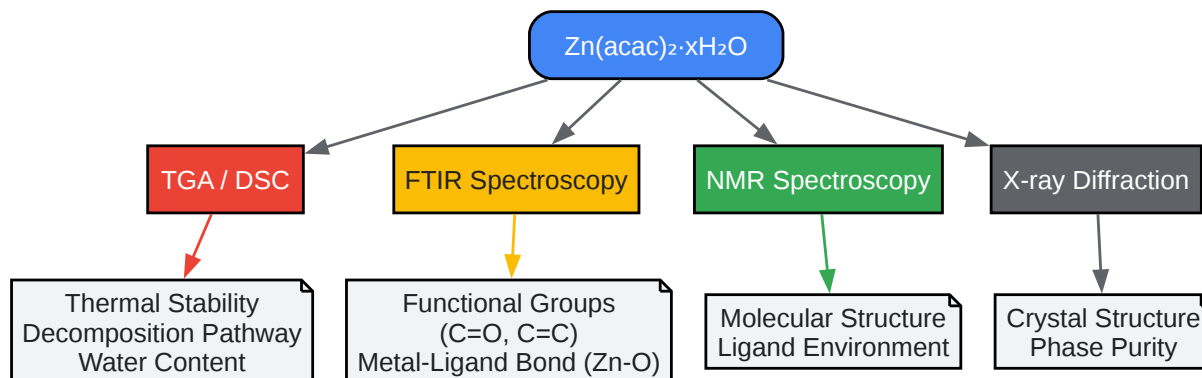 Zn(acac)₂·xH₂O
TGA / DSC
FTIR Spectroscopy
NMR Spectroscopy
X-ray Diffraction
Thermal Stability
Decomposition Pathway
Water Content
Functional Groups
(C=O, C=C)
Metal-Ligand Bond (Zn-O)
Molecular Structure
Ligand Environment
Crystal Structure
Phase Purity